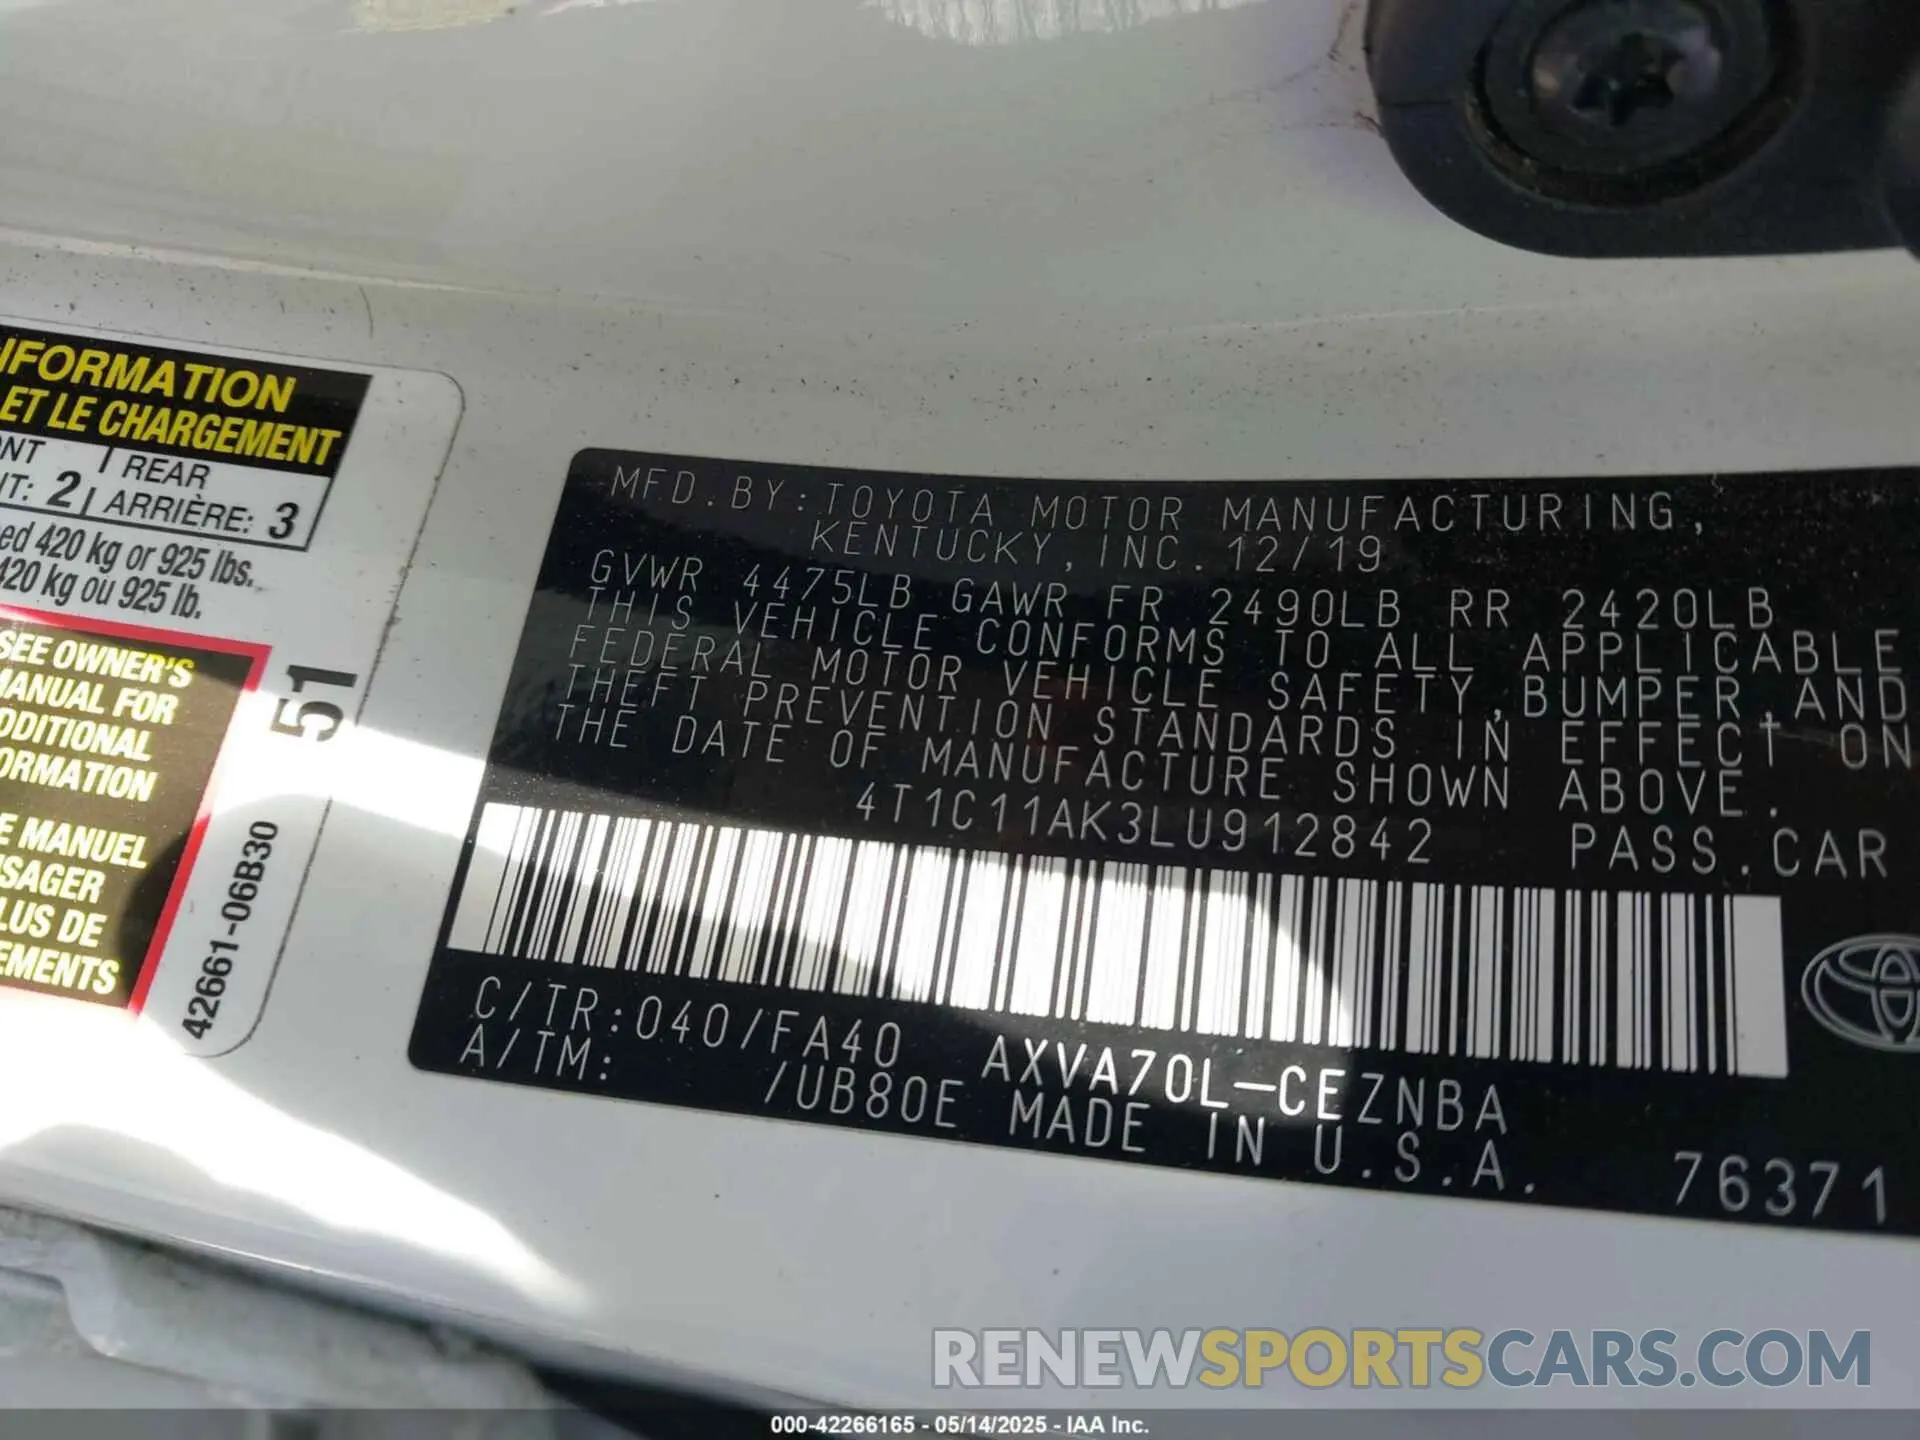 IFORMATION
ET LE CHARGEMENT
ONT | REAR
IT: 2 | ARRIÈRE: 3
ed 420 kg or 925 lbs.
420 kg ou 925 lb.
SEE OWNER'S
MANUAL FOR
DDITIONAL
ORMATION
E MANUEL
SAGER
LUS DE
EMENTS
51
42661-06B30
MFD. BY: TOYOTA MOTOR MANUFACTURING,
KENTUCKY, INC. 12/19
GVWR 4475LB GAWR FR 2490LB RR 2420LB
THIS VEHICLE CONFORMS TO ALL APPLICABLE
FEDERAL MOTOR VEHICLE SAFETY, BUMPER, AND
THEFT PREVENTION STANDARDS IN EFFECT ON
THE DATE OF MANUFACTURE SHOWN ABOVE.
4T1C11AK3LU912842 PASS.CAR
C/TR:040/FA40 AXVA70L-CEZNBA
A/TM: /UB80E MADE IN U.S.A.
76371
RENEWSPORTSCARS.COM
000-42266165 - 05/14/2025 - IAA Inc.